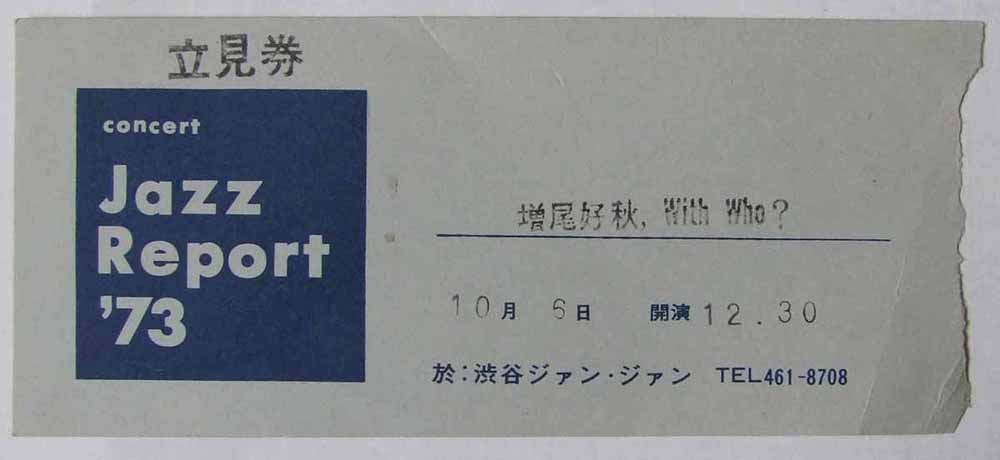 立見券
concert
Jazz
Report
'73
増尾好秋, With Who?
10月 6日 開演 12.30
於:渋谷ジァン・ジァン TEL461-8708